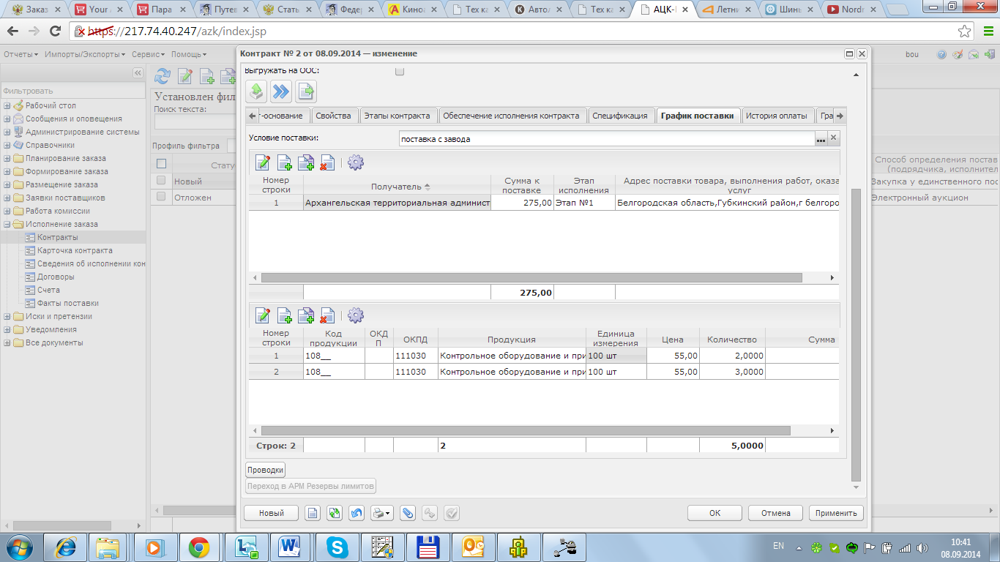 Заказ
Your A
Пара
Путев
Стать
Федер
Киноа
Тех ка
Автол
Тех ка
АЦК-
Летни
Шинь
Nordr
https://217.74.40.247/azk/index.jsp
Отчеты
Импорты/Экспорты
Сервис
Помощь
bou
Контракт № 2 от 08.09.2014 — изменение
Фильтровать
Рабочий стол
Сообщения и оповещения
Администрирование системы
Справочники
Планирование заказа
Формирование заказа
Размещение заказа
Заявки поставщиков
Работа комиссии
Исполнение заказа
Контракты
Карточка контракта
Сведения об исполнении кон
Договоры
Счета
Факты поставки
Иски и претензии
Уведомления
Все документы
Установлен фил
Поиск текста:
Профиль фильтра
Стату
Новый
Отложен
Способ определения постав
(подрядчика, исполнител
Закупка у единственного пос
Электронный аукцион
Выгружать на ООС:
-основание
Свойства
Этапы контракта
Обеспечение исполнения контракта
Спецификация
График поставки
История оплаты
Гра
Условие поставки:
поставка с завода
Номер строки
Получатель
Сумма к поставке
Этап исполнения
Адрес поставки товара, выполнения работ, оказа услуг
1 Архангельская территориальная админист 275,00 Этап №1 Белгородская область,Губкинский район,г белгоро
275,00
Номер строки
Код продукции
ОКД П
ОКПД
Продукция
Единица измерения
Цена
Количество
Сумма
1 108__ 111030 Контрольное оборудование и при 100 шт 55,00 2,0000
2 108__ 111030 Контрольное оборудование и при 100 шт 55,00 3,0000
Строк: 2 2 5,0000
Проводки
Переход в АРМ Резервы лимитов
Новый
ОК
Отмена
Применить
EN
10:41
08.09.2014